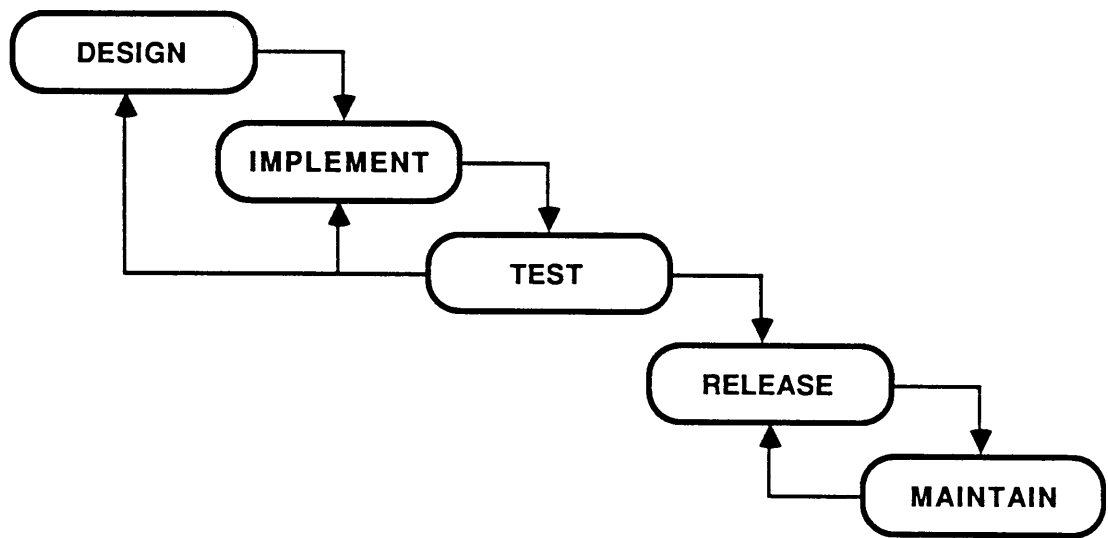 DESIGN
IMPLEMENT
TEST
RELEASE
MAINTAIN